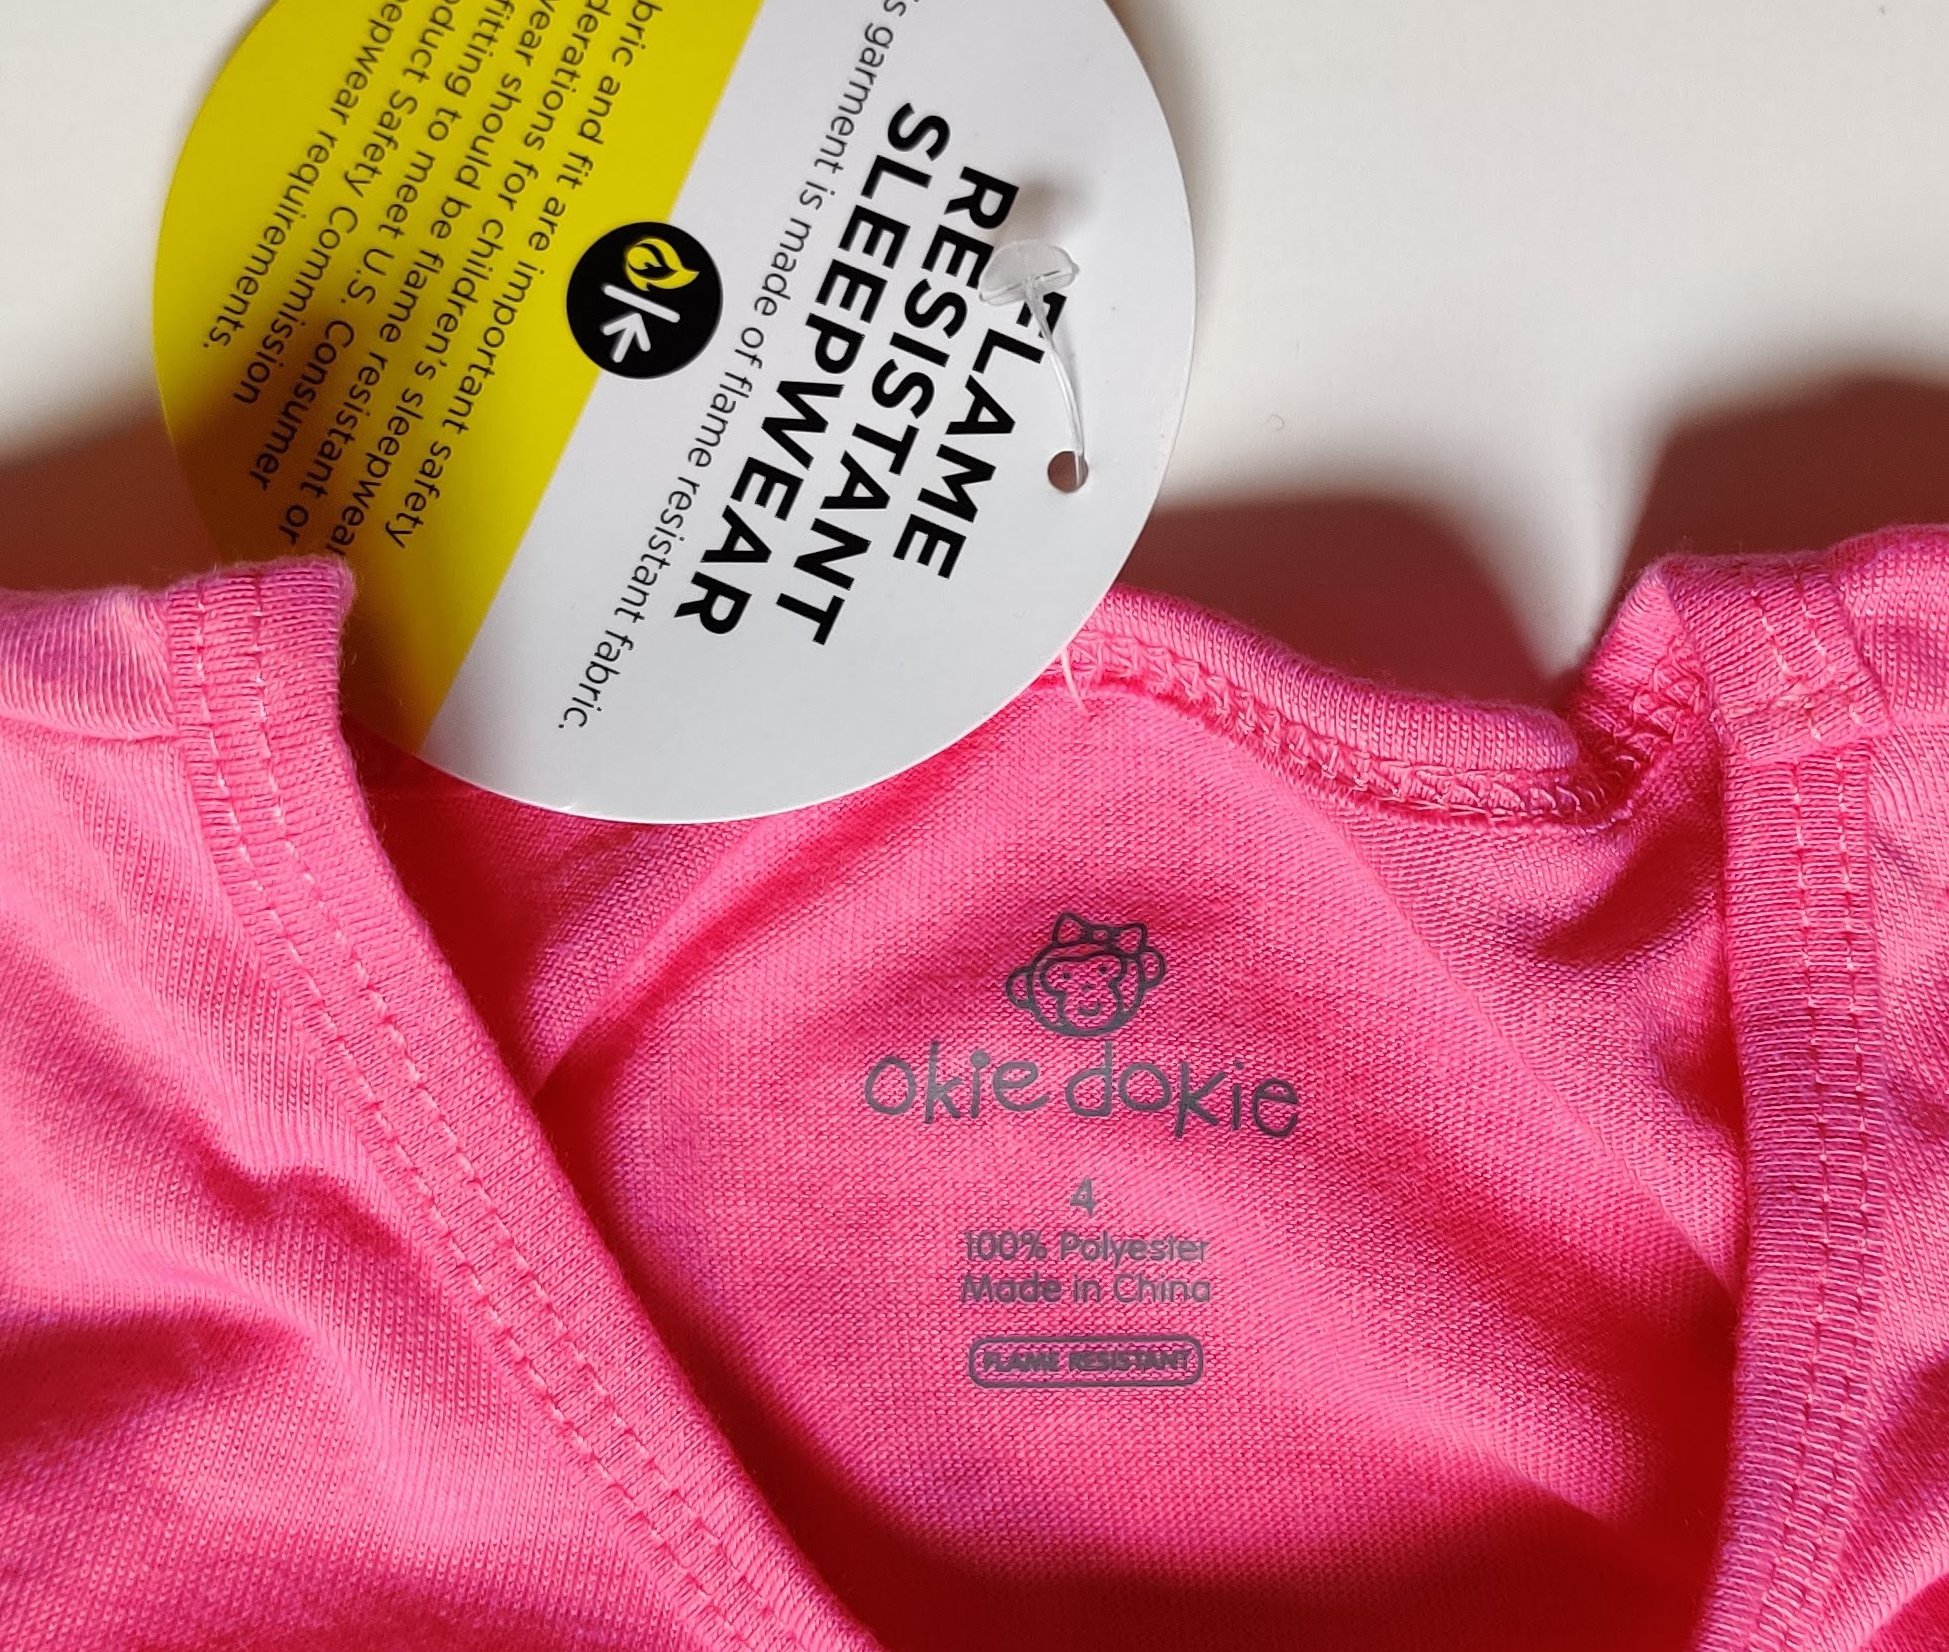 FLAME
RESISTANT
SLEEPWEAR
garment is made of flame resistant fabric.
and fit are important safety
for children's sleepwear
should be flame resistant or
fitting to meet U.S. Consumer
Safety Commission
requirements.
okie dokie
4
100% Polyester
Made in China
FLAME RESISTANT